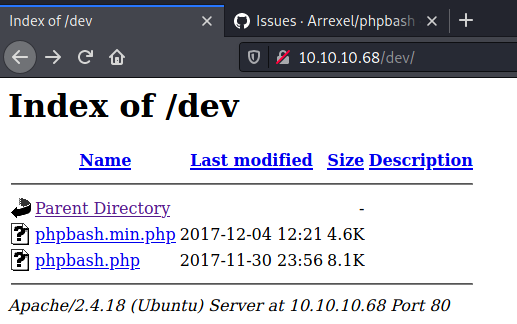 Index of /dev
Issues · Arrexel/phpbash
10.10.10.68/dev/
Index of /dev
Name Last modified Size Description
Parent Directory -
phpbash.min.php 2017-12-04 12:21 4.6K
phpbash.php 2017-11-30 23:56 8.1K
Apache/2.4.18 (Ubuntu) Server at 10.10.10.68 Port 80